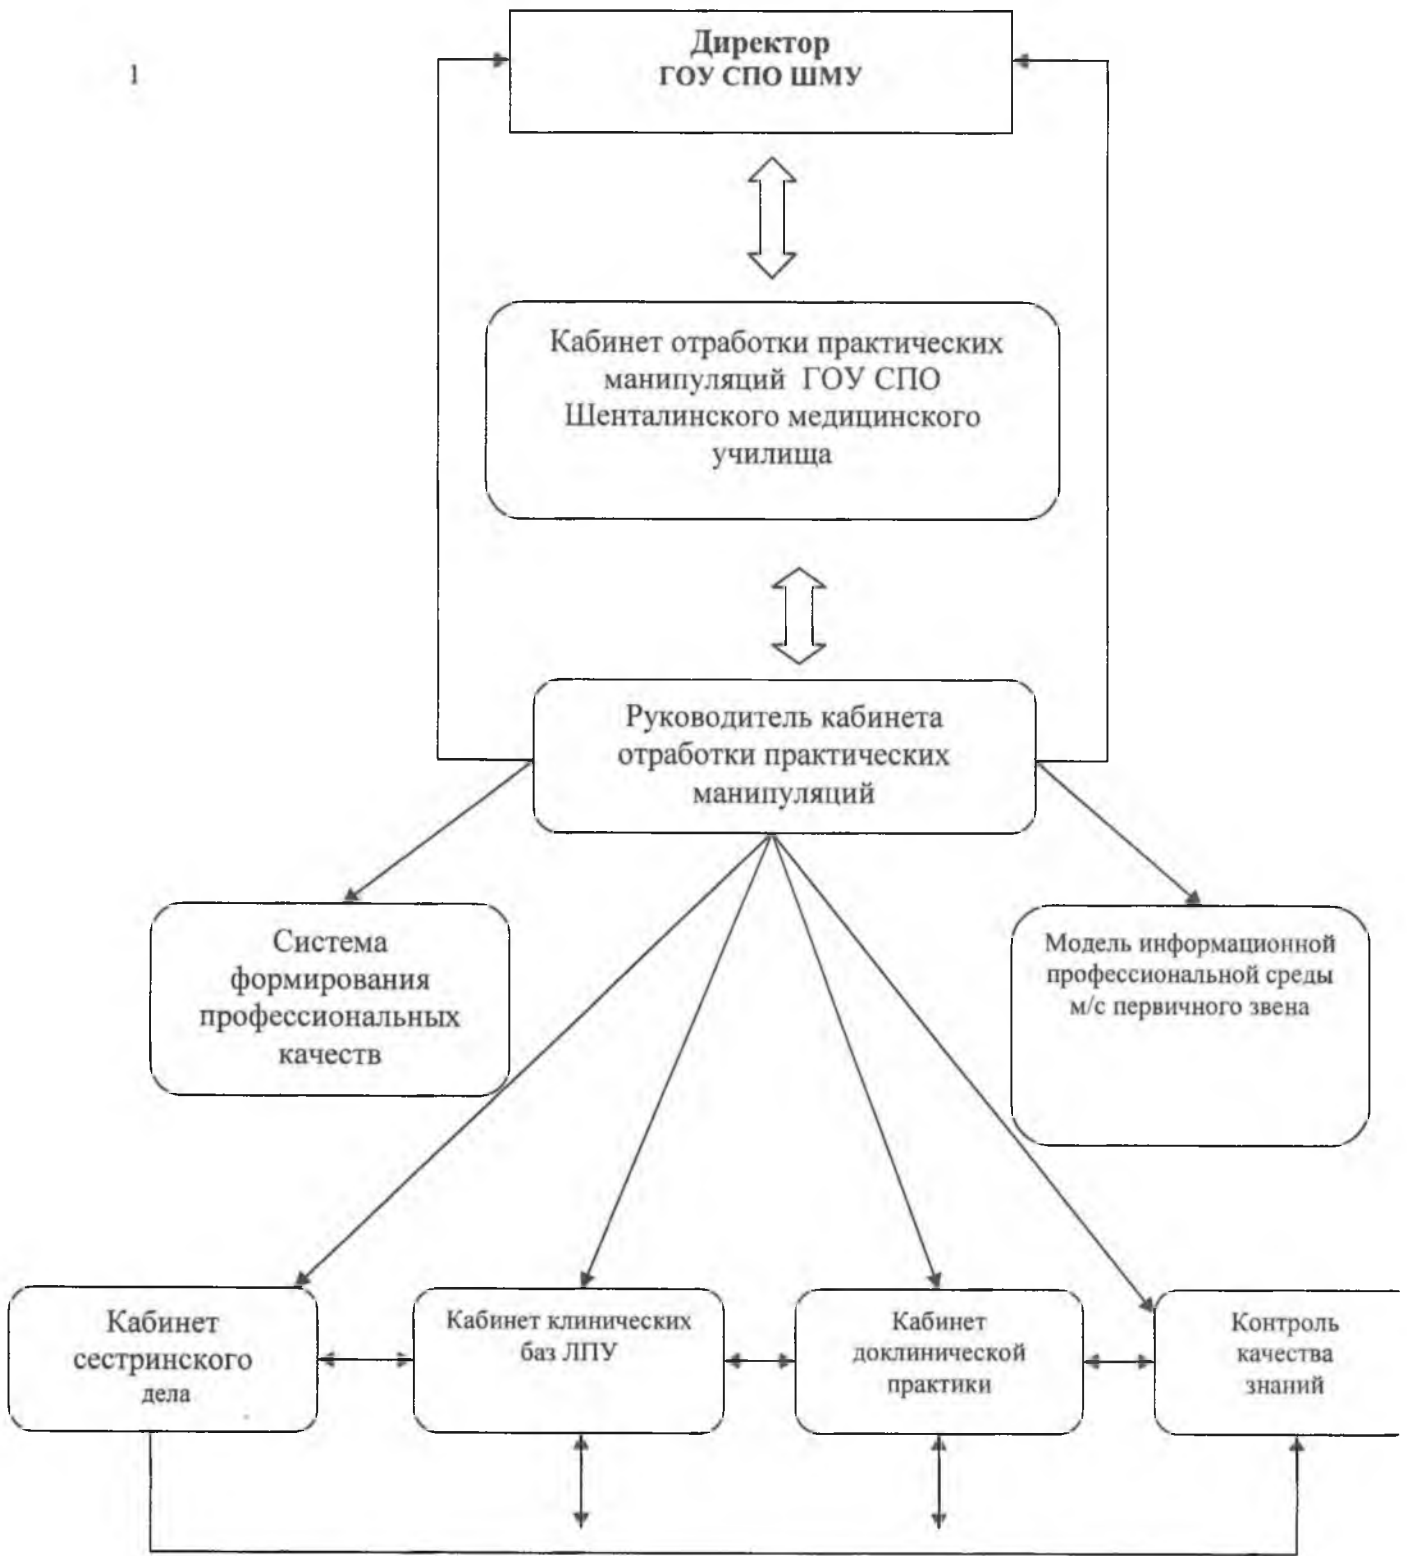 Директор
ГОУ СПО ШМУ
1
Кабинет отработки практических
манипуляций ГОУ СПО
Шенталинского медицинского
училища
Руководитель кабинета
отработки практических
манипуляций
Система
формирования
профессиональных
качеств
Модель информационной
профессиональной среды
м/с первичного звена
Кабинет
сестринского
дела
Кабинет клинических
баз ЛПУ
Кабинет
доклинической
практики
Контроль
качества
знаний